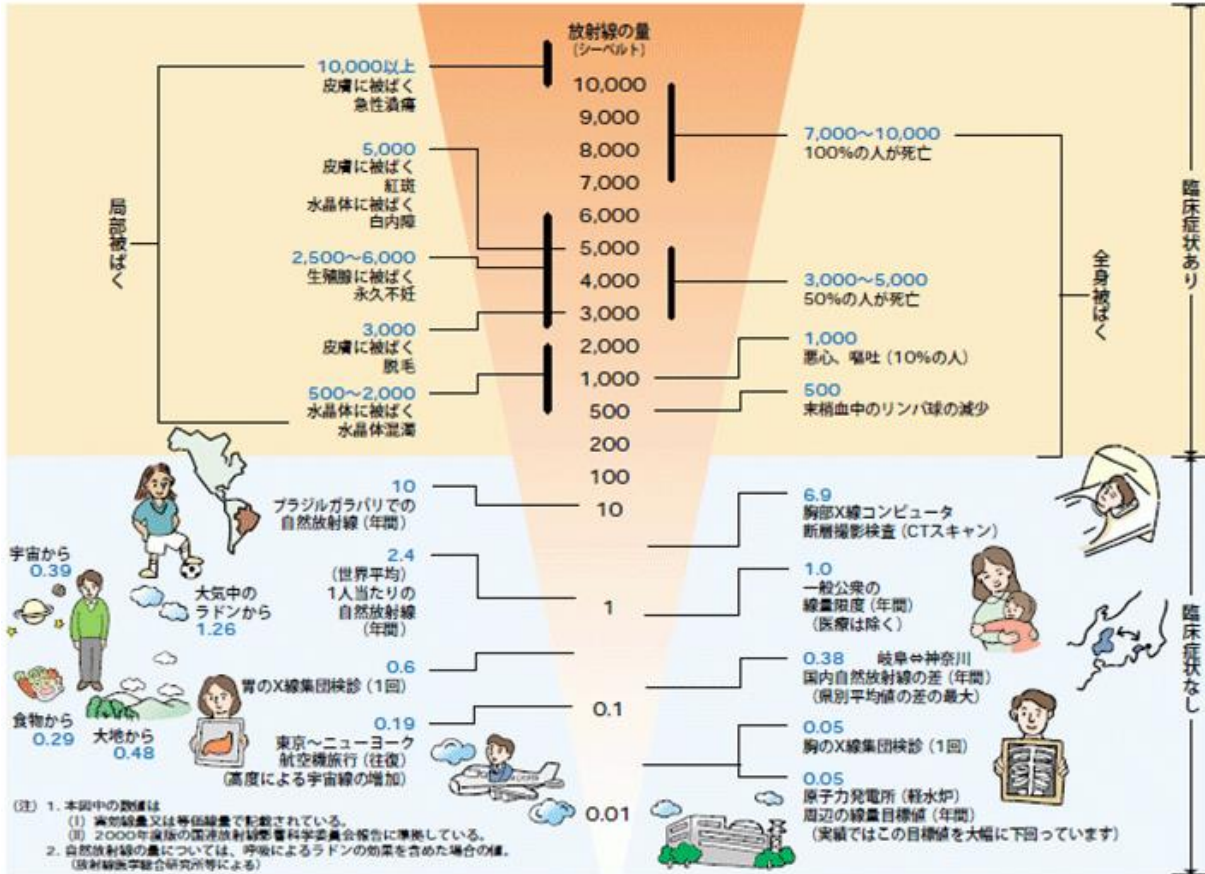 放射線の量
(シーベルト)
10,000
9,000
8,000
7,000
6,000
5,000
4,000
3,000
2,000
1,000
500
200
100
10
1
0.1
0.01
局部被ばく
10,000以上
皮膚に被ばく
急性潰瘍
5,000
皮膚に被ばく
紅斑
水晶体に被ばく
白内障
2,500〜6,000
生殖腺に被ばく
永久不妊
3,000
皮膚に被ばく
脱毛
500〜2,000
水晶体に被ばく
水晶体混濁
全身被ばく
7,000〜10,000
100%の人が死亡
3,000〜5,000
50%の人が死亡
1,000
悪心、嘔吐(10%の人)
500
末梢血中のリンパ球の減少
臨床症状あり
臨床症状なし
10
ブラジルガラパリでの
自然放射線(年間)
2.4
(世界平均)
1人当たりの
自然放射線
(年間)
宇宙から
0.39
大気中の
ラドンから
1.26
食物から
0.29
大地から
0.48
0.6
胃のX線集団検診(1回)
0.19
東京〜ニューヨーク
航空機旅行(往復)
(高度による宇宙線の増加)
6.9
胸部X線コンピュータ
断層撮影検査(CTスキャン)
1.0
一般公衆の
線量限度(年間)
(医療は除く)
0.38 岐阜⇔神奈川
国内自然放射線の差(年間)
(県別平均値の差の最大)
0.05
胸のX線集団検診(1回)
0.05
原子力発電所(軽水炉)
周辺の線量目標値(年間)
(実績ではこの目標値を大幅に下回っています)
(注) 1. 本図中の数値は
(I) 実効線量又は等価線量で記載されている。
(II) 2000年度版の国連放射線影響科学委員会報告に準拠している。
2. 自然放射線の量については、呼吸によるラドンの効果を含めた場合の値。
(放射線医学総合研究所等による)